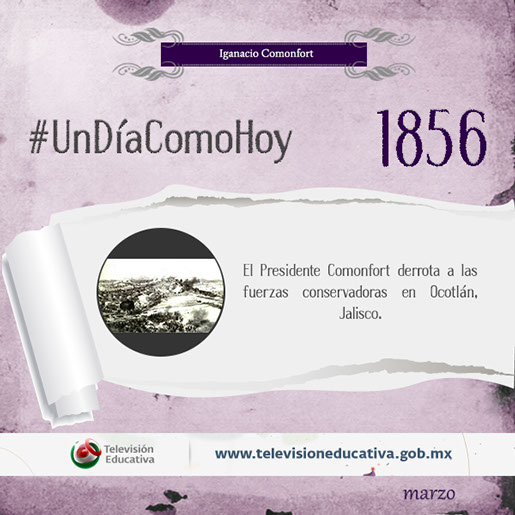 Iganacio Comonfort
#UnDíaComoHoy
1856
El Presidente Comonfort derrota a las
fuerzas conservadoras en Ocotlán,
Jalisco.
Televisión
Educativa
www.televisioneducativa.gob.mx
marzo